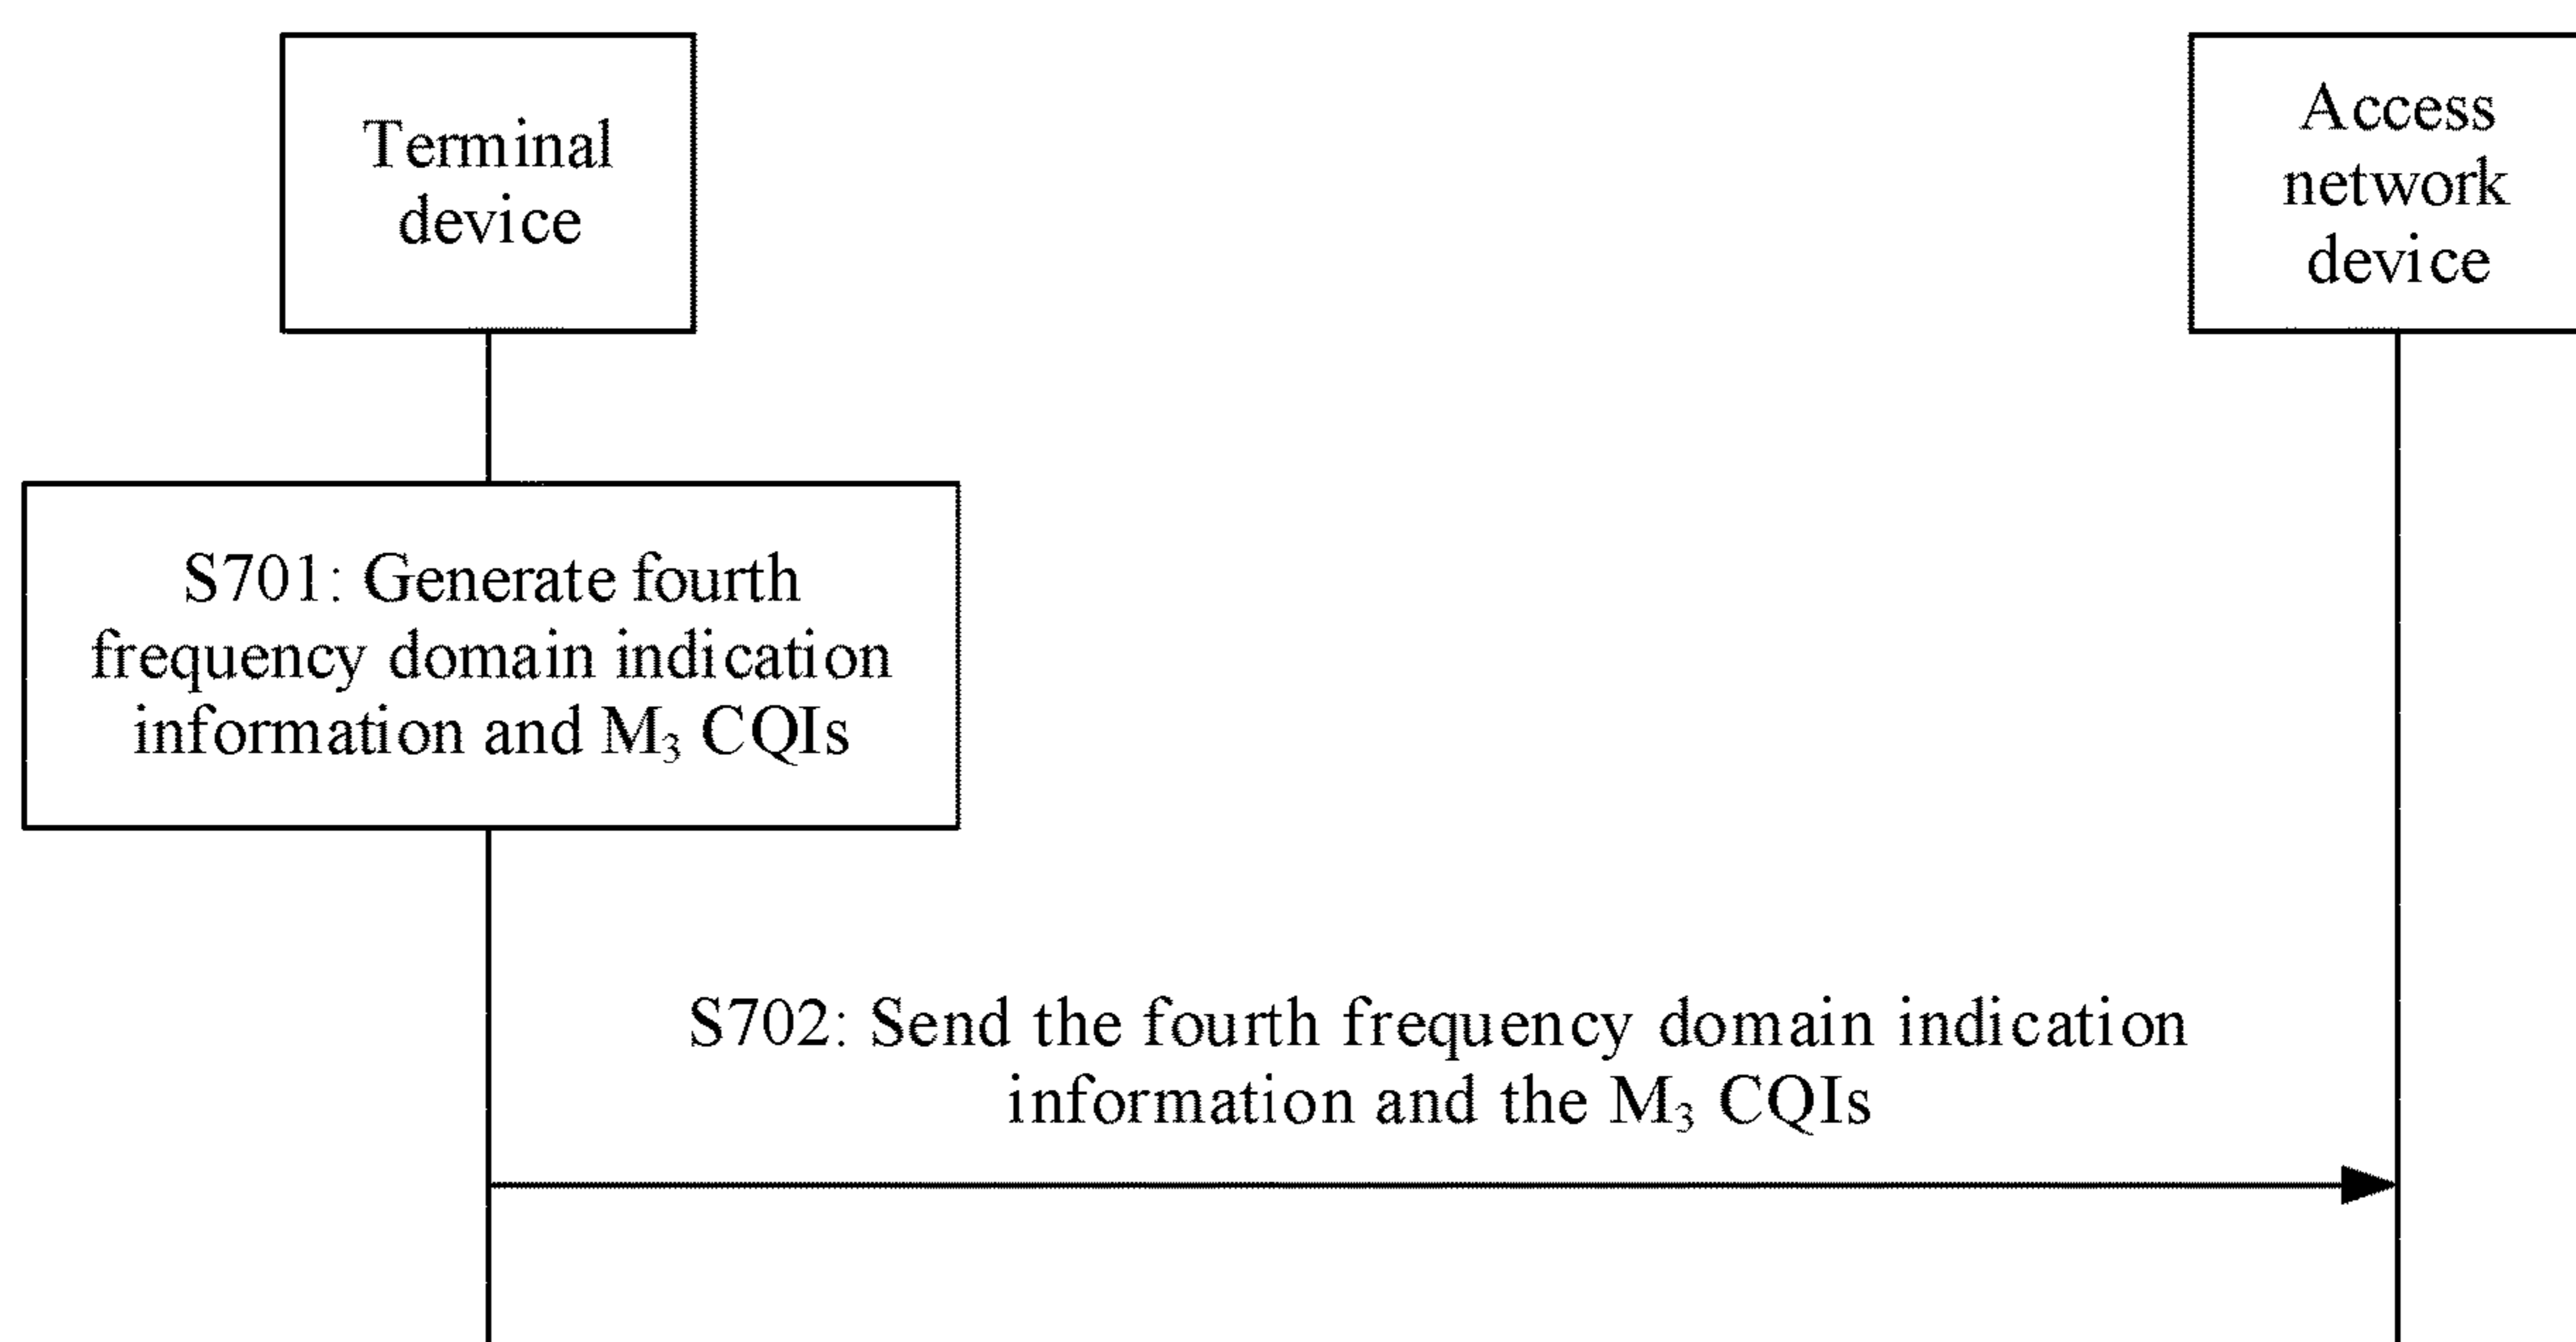 Terminal
device
Access
network
device
S701: Generate fourth
frequency domain indication
information and M₃ CQIs
S702: Send the fourth frequency domain indication
information and the M₃ CQIs